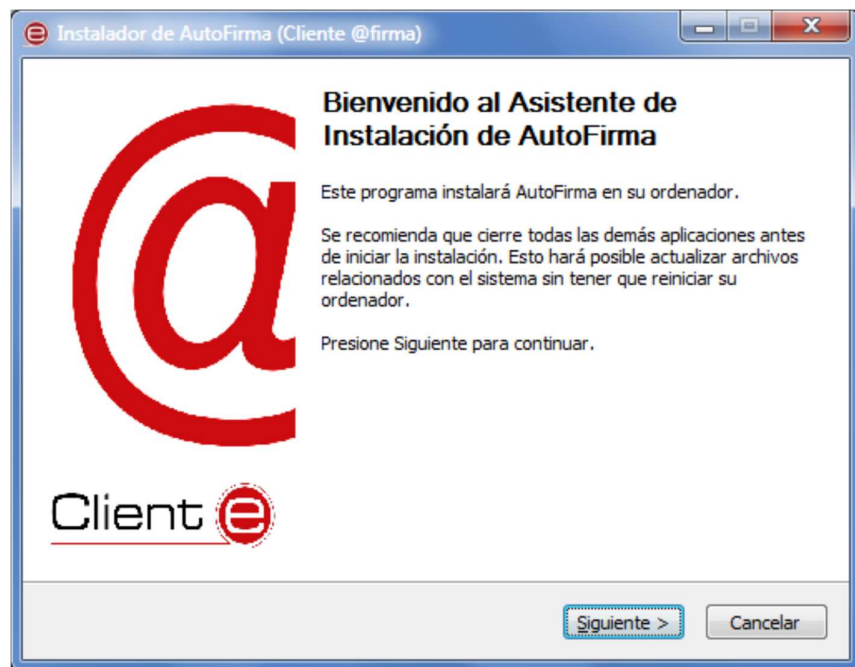 Instalador de AutoFirma (Cliente @firma)
Bienvenido al Asistente de
Instalación de AutoFirma
Este programa instalará AutoFirma en su ordenador.
Se recomienda que cierre todas las demás aplicaciones antes
de iniciar la instalación. Esto hará posible actualizar archivos
relacionados con el sistema sin tener que reiniciar su
ordenador.
Presione Siguiente para continuar.
@
Client e
Siguiente >
Cancelar